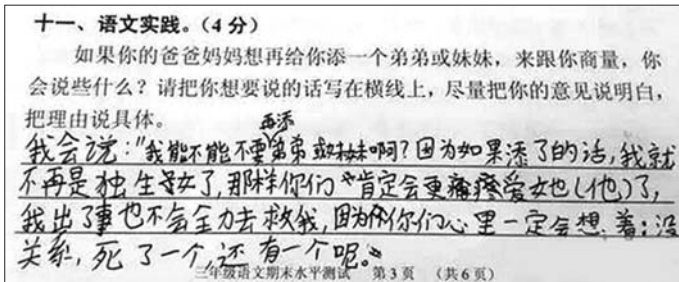 十一、语文实践。(4分)
如果你的爸爸妈妈想再给你添一个弟弟或妹妹,来跟你商量,你
会说些什么?请把你想要说的话写在横线上,尽量把你的意见说明白,
把理由说具体。
再添
我会说:"我能不能不要弟弟或妹妹啊?因为如果添了的话,我就
不再是独生子女了,那样你们肯定会更疼爱她(他)了,
我出了事也不会全力去救我,因为你们心里一定会想着:没
关系,死了一个,还有一个呢。"
三年级语文期末水平测试 第3页 (共6页)